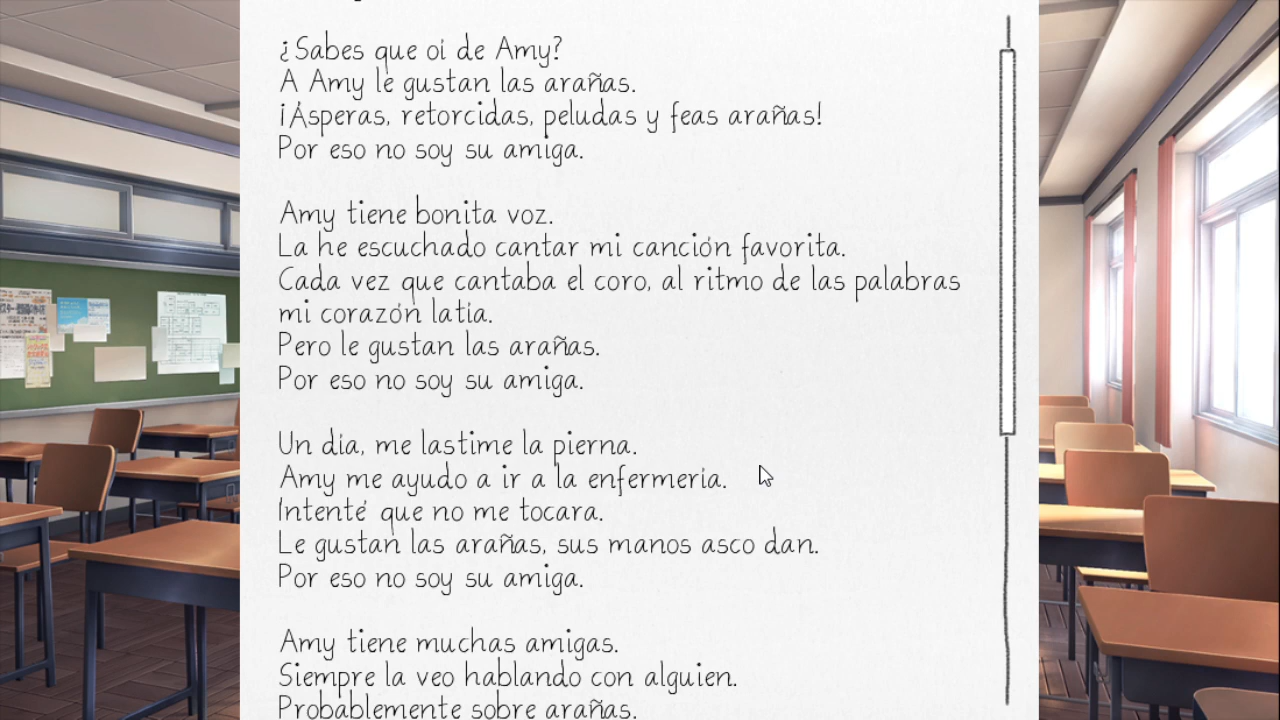 ¿Sabes que oí de Amy?
A Amy le gustan las arañas.
¡Ásperas, retorcidas, peludas y feas arañas!
Por eso no soy su amiga.
Amy tiene bonita voz.
La he escuchado cantar mi canción favorita.
Cada vez que cantaba el coro, al ritmo de las palabras
mi corazón latía.
Pero le gustan las arañas.
Por eso no soy su amiga.
Un día, me lastime la pierna.
Amy me ayudo a ir a la enfermería.
Íntenté que no me tocara.
Le gustan las arañas, sus manos asco dan.
Por eso no soy su amiga.
Amy tiene muchas amigas.
Siempre la veo hablando con alguien.
Probablemente sobre arañas.